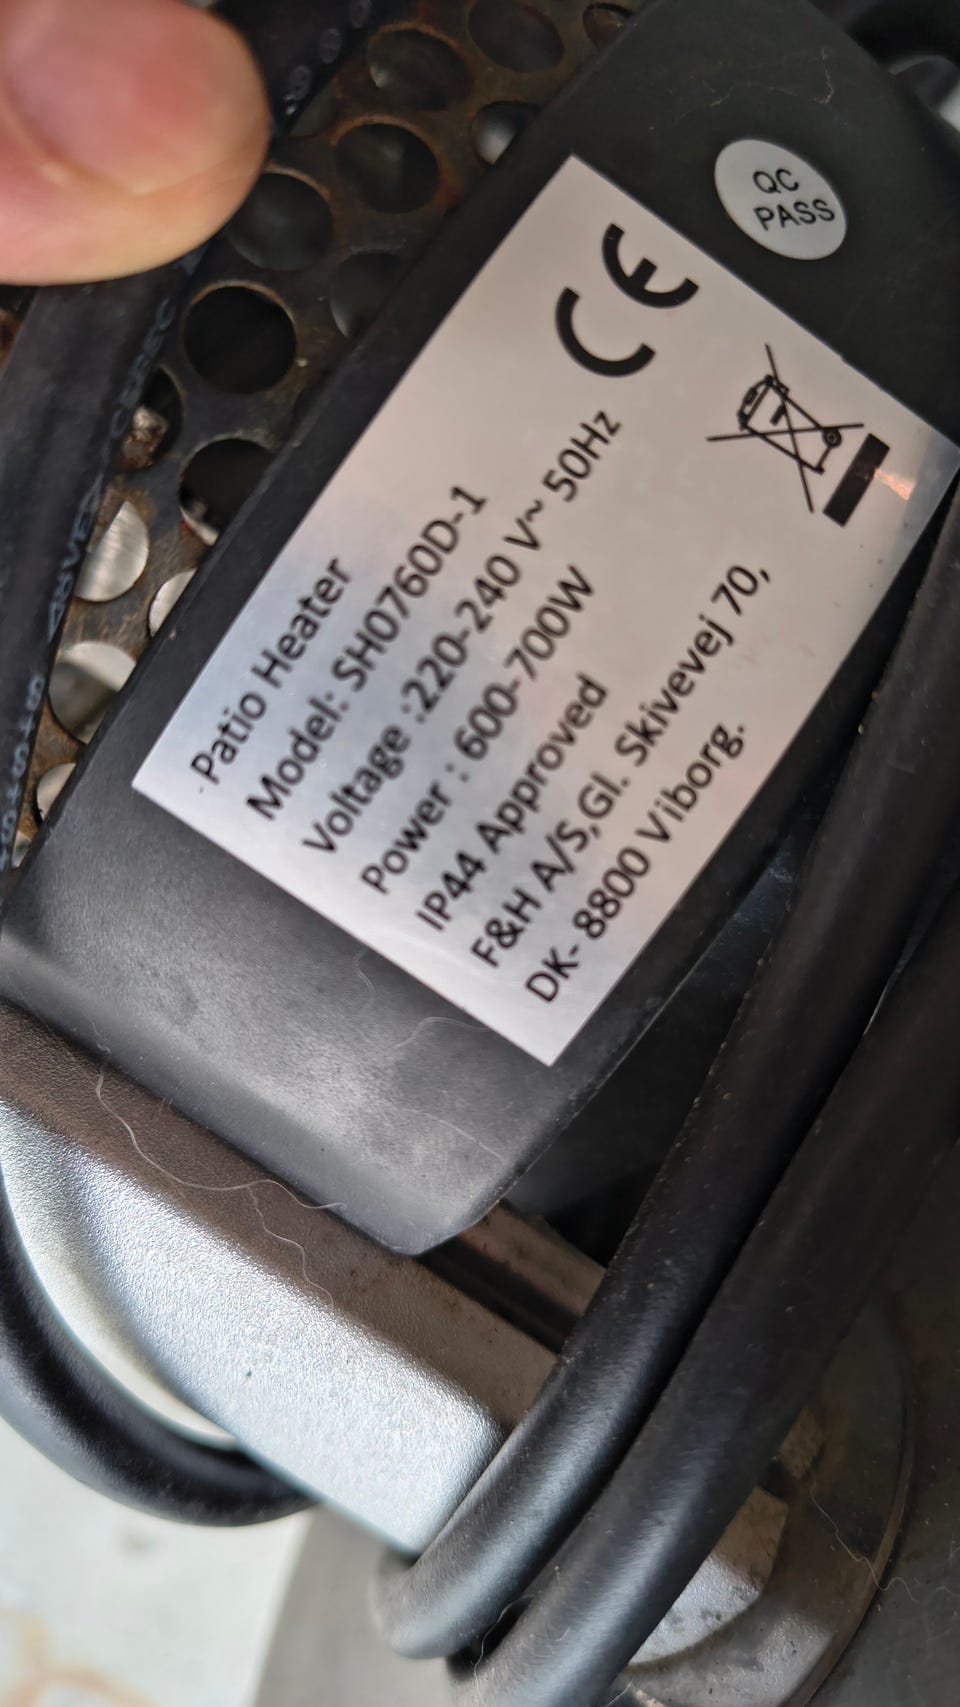 QC
PASS
CE
Patio Heater
Model: SH0760D-1
Voltage :220-240 V~ 50Hz
Power : 600-700W
IP44 Approved
F&H A/S,Gl. Skivevej 70,
DK- 8800 Viborg.